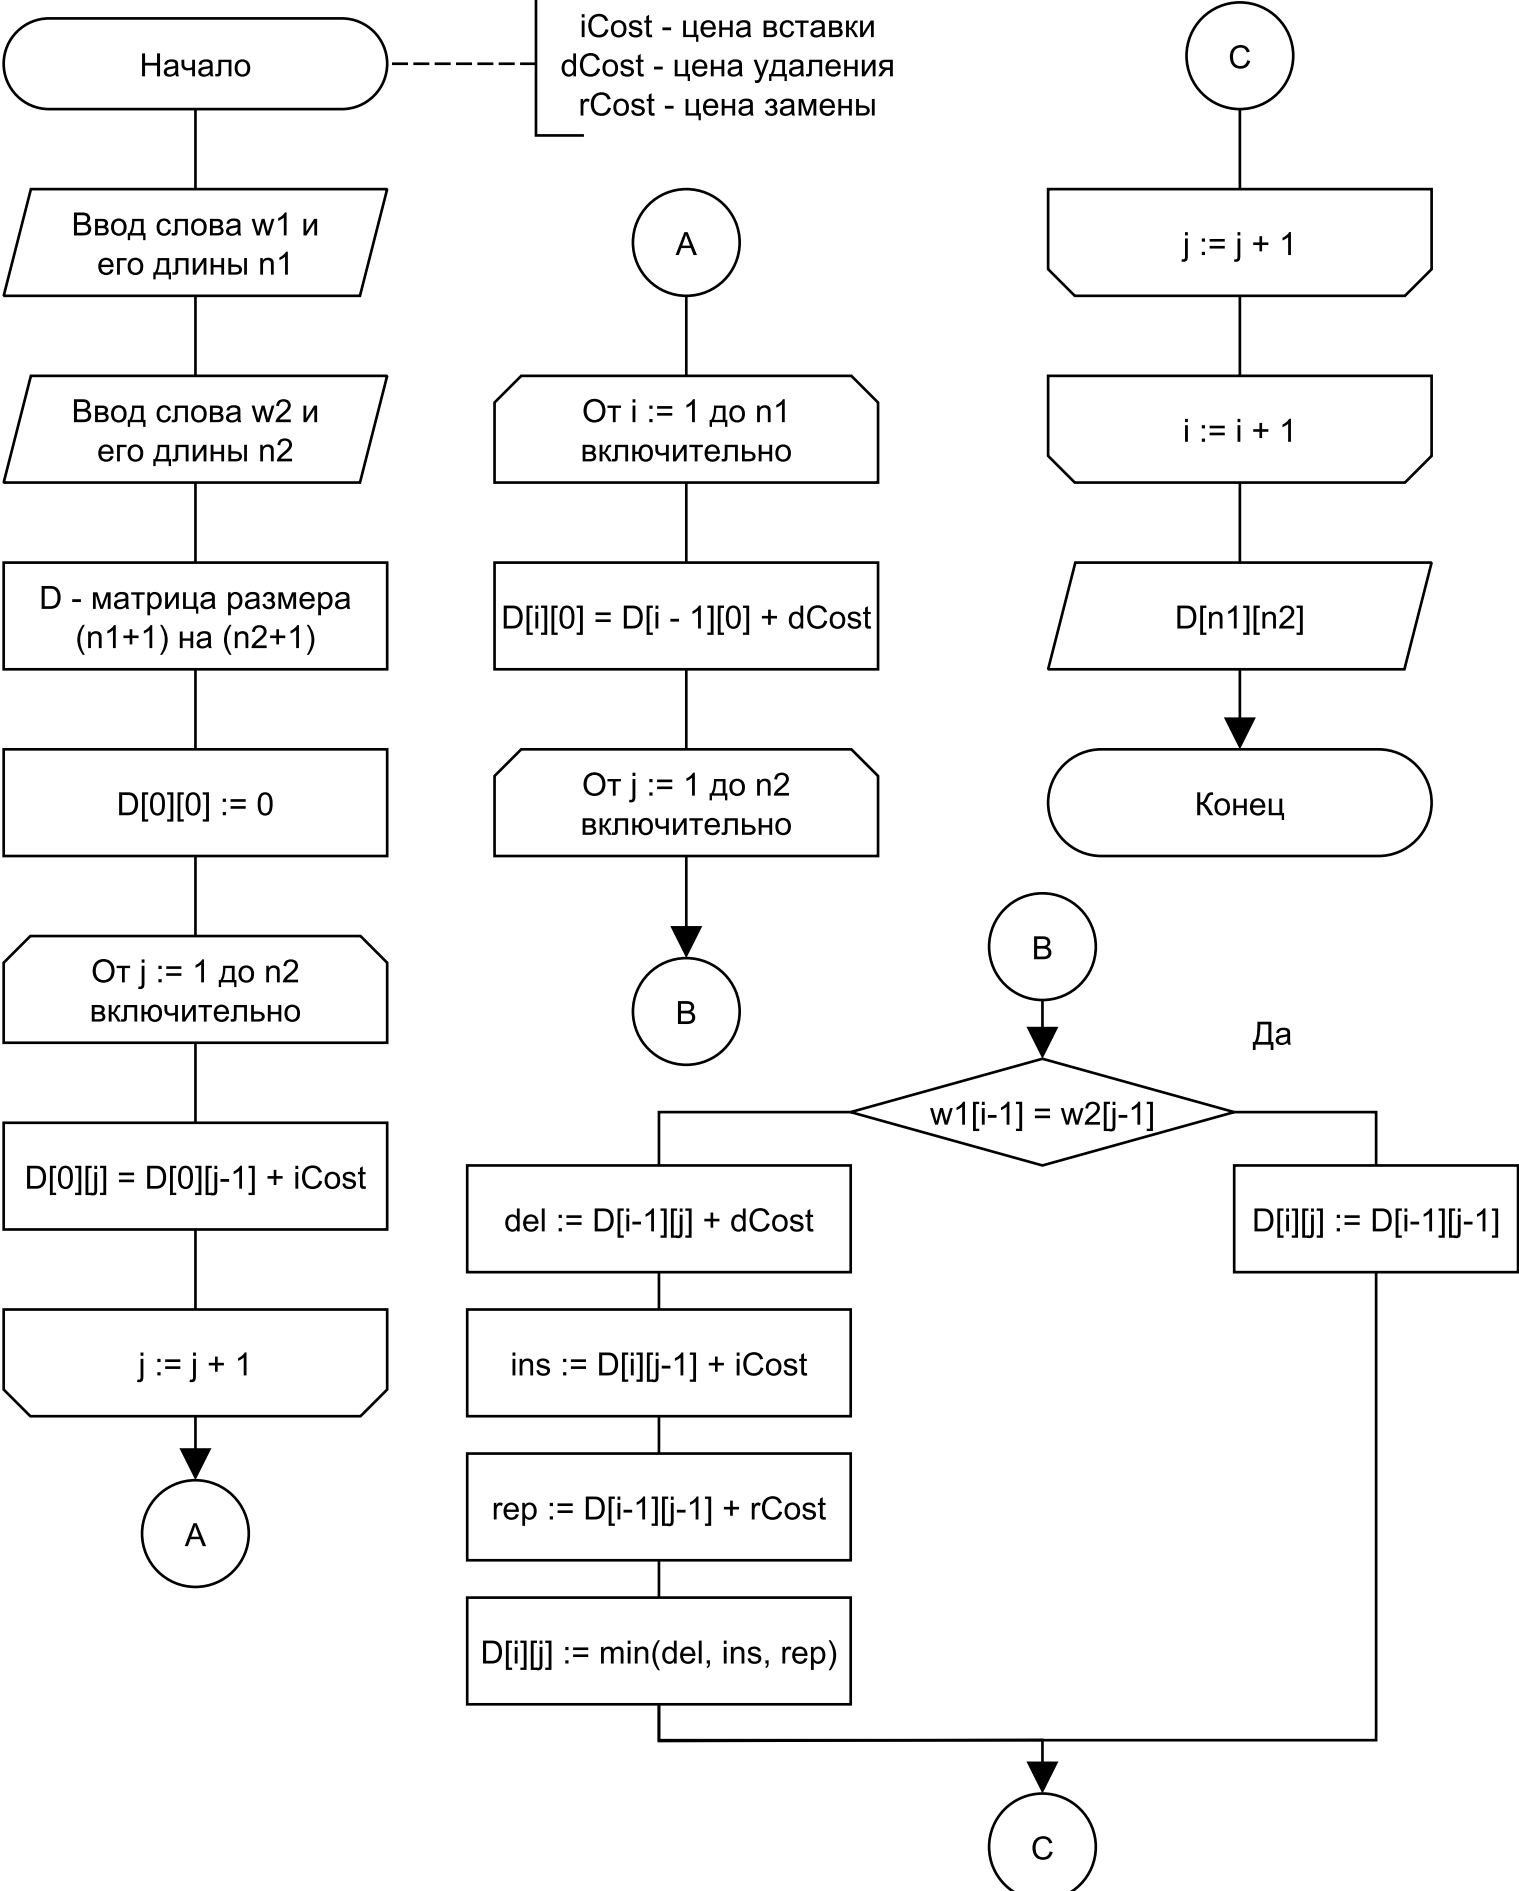 Начало
iCost - цена вставки
dCost - цена удаления
rCost - цена замены
Ввод слова w1 и
его длины n1
Ввод слова w2 и
его длины n2
D - матрица размера
(n1+1) на (n2+1)
D[0][0] := 0
От j := 1 до n2
включительно
D[0][j] = D[0][j-1] + iCost
j := j + 1
A
A
От i := 1 до n1
включительно
D[i][0] = D[i - 1][0] + dCost
От j := 1 до n2
включительно
B
B
w1[i-1] = w2[j-1]
Да
del := D[i-1][j] + dCost
ins := D[i][j-1] + iCost
rep := D[i-1][j-1] + rCost
D[i][j] := min(del, ins, rep)
D[i][j] := D[i-1][j-1]
C
C
j := j + 1
i := i + 1
D[n1][n2]
Конец